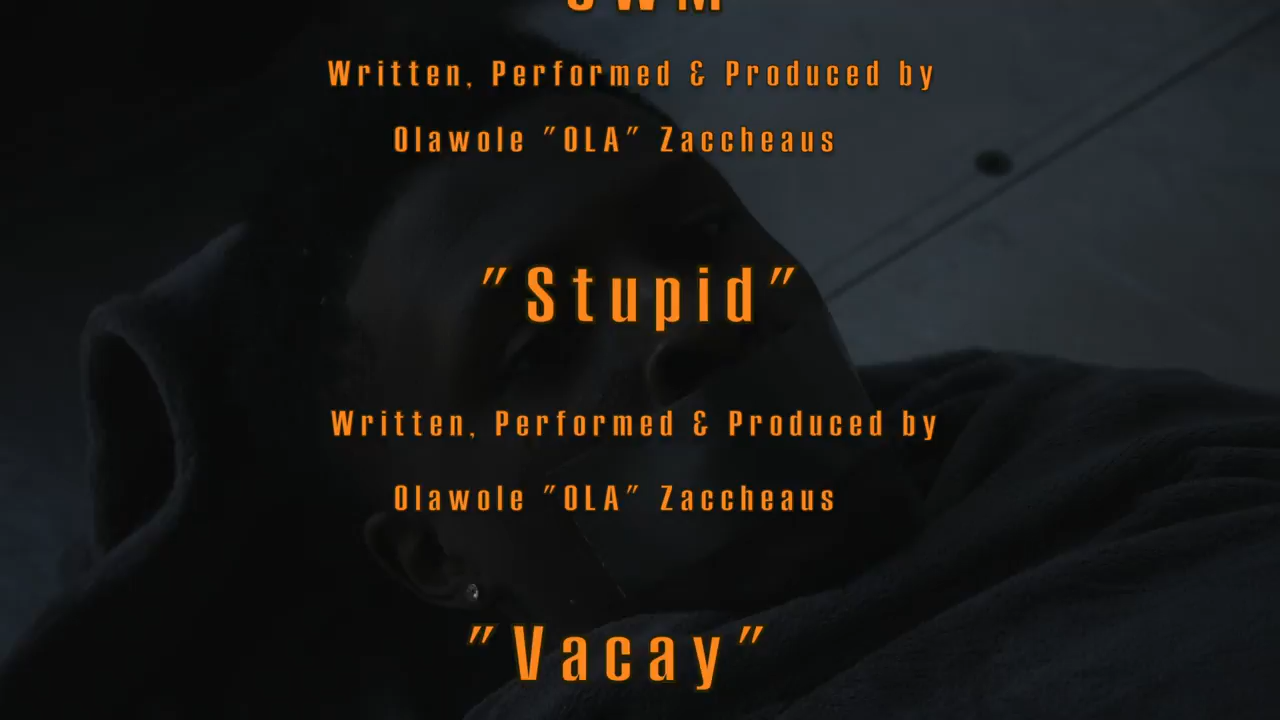 Written, Performed & Produced by
Olawole "OLA" Zaccheaus
"Stupid"
Written, Performed & Produced by
Olawole "OLA" Zaccheaus
"Vacay"